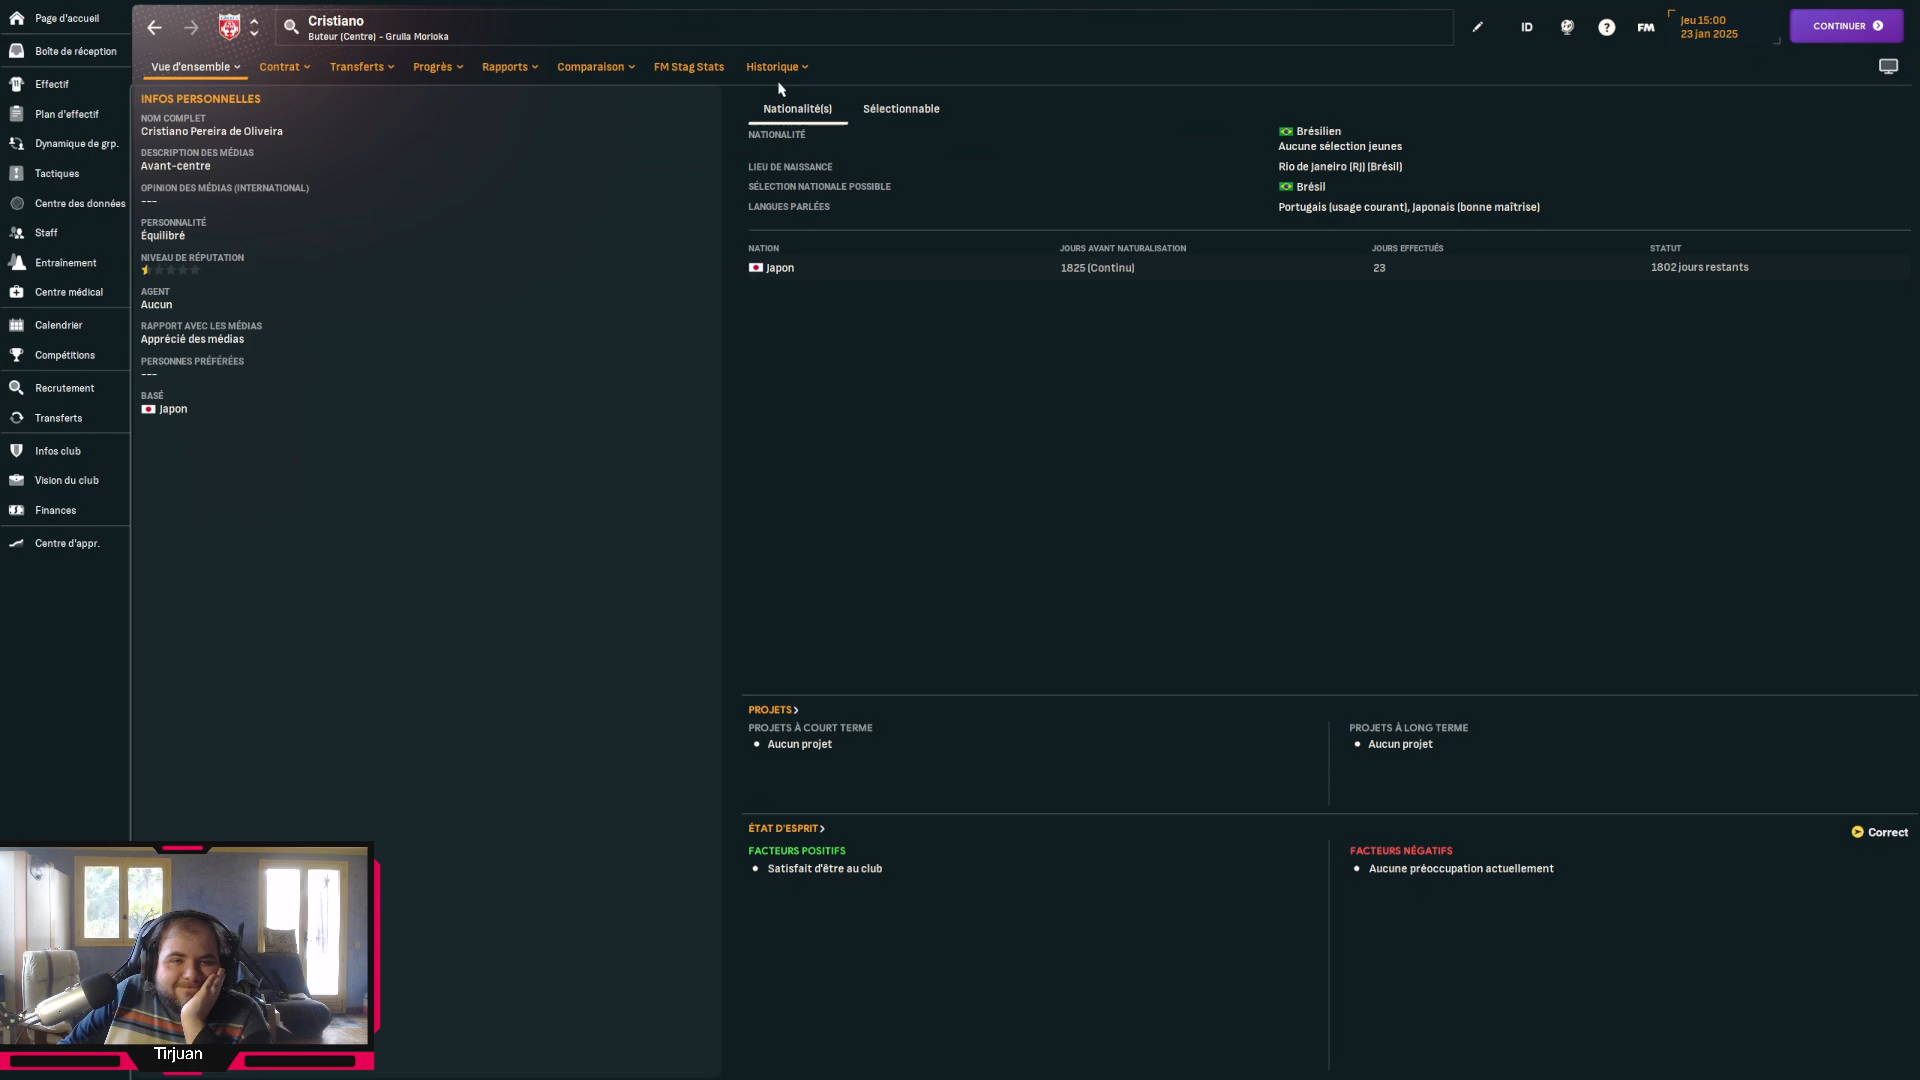 Page d'accueil
Boîte de réception
Effectif
Plan d'effectif
Dynamique de grp.
Tactiques
Centre des données
Staff
Entraînement
Centre médical
Calendrier
Compétitions
Recrutement
Transferts
Infos club
Vision du club
Finances
Centre d'appr.
Cristiano
Buteur (Centre) - Grulla Morioka
ID
FM
Jeu 15:00
23 jan 2025
CONTINUER
Vue d'ensemble Contrat Transferts Progrès Rapports Comparaison FM Stag Stats Historique
INFOS PERSONNELLES
NOM COMPLET
Cristiano Pereira de Oliveira
DESCRIPTION DES MÉDIAS
Avant-centre
OPINION DES MÉDIAS (INTERNATIONAL)
---
PERSONNALITÉ
Équilibré
NIVEAU DE RÉPUTATION
AGENT
Aucun
RAPPORT AVEC LES MÉDIAS
Apprécié des médias
PERSONNES PRÉFÉRÉES
---
BASÉ
Japon
Nationalité(s) Sélectionnable
NATIONALITÉ
Brésilien
Aucune sélection jeunes
LIEU DE NAISSANCE Rio de Janeiro (RJ) (Brésil)
SÉLECTION NATIONALE POSSIBLE Brésil
LANGUES PARLÉES Portugais (usage courant), Japonais (bonne maîtrise)
NATION JOURS AVANT NATURALISATION JOURS EFFECTUÉS STATUT
Japon 1825 (Continu) 23 1802 jours restants
PROJETS
PROJETS À COURT TERME
Aucun projet
PROJETS À LONG TERME
Aucun projet
ÉTAT D'ESPRIT
Correct
FACTEURS POSITIFS
Satisfait d'être au club
FACTEURS NÉGATIFS
Aucune préoccupation actuellement
Tirjuan